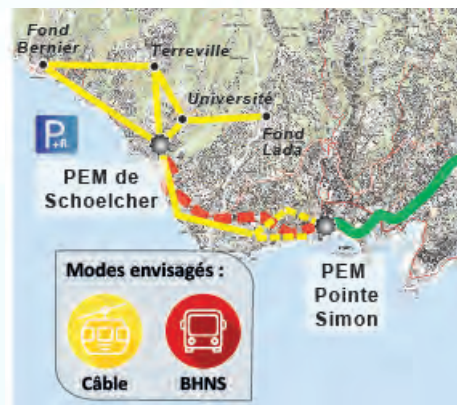 Fond
Bernier
Terreville
Université
Fond
Lada
P
+R
PEM de
Schoelcher
PEM
Pointe
Simon
Modes envisagés :
Câble
BHNS